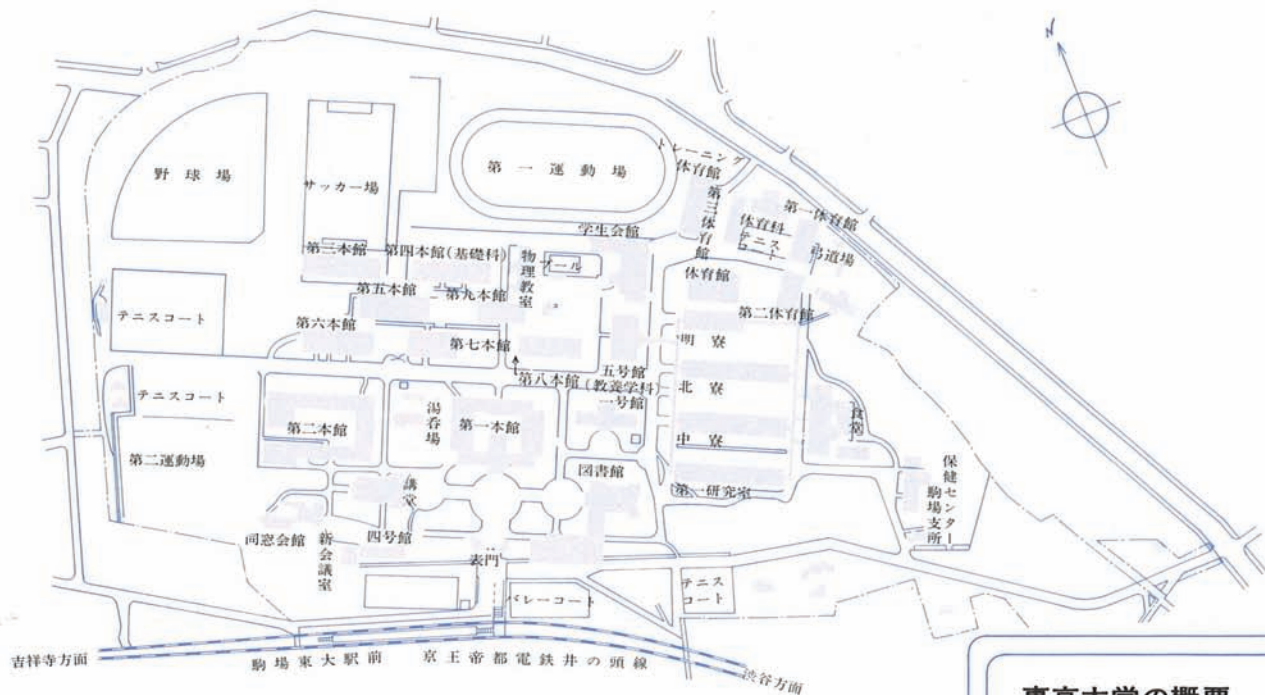 N
野球場
サッカー場
第一運動場
トレーニング
体育館
第三体育館
体育科
テニス
コート
第一体育館
弓道場
学生会館
第三本館
第四本館(基礎科)
物理教室
プール
体育館
第五本館
第九本館
第二体育館
テニスコート
第六本館
第七本館
明寮
五号館
第八本館(教養学科)
北寮
一号館
テニスコート
第二本館
湯呑場
第一本館
食堂
中寮
第二運動場
図書館
講堂
第一研究室
保健センター
駒場支所
同窓会館
新会議室
四号館
表門
バレーコート
テニス
コート
吉祥寺方面
駒場東大駅前
京王帝都電鉄井の頭線
渋谷方面